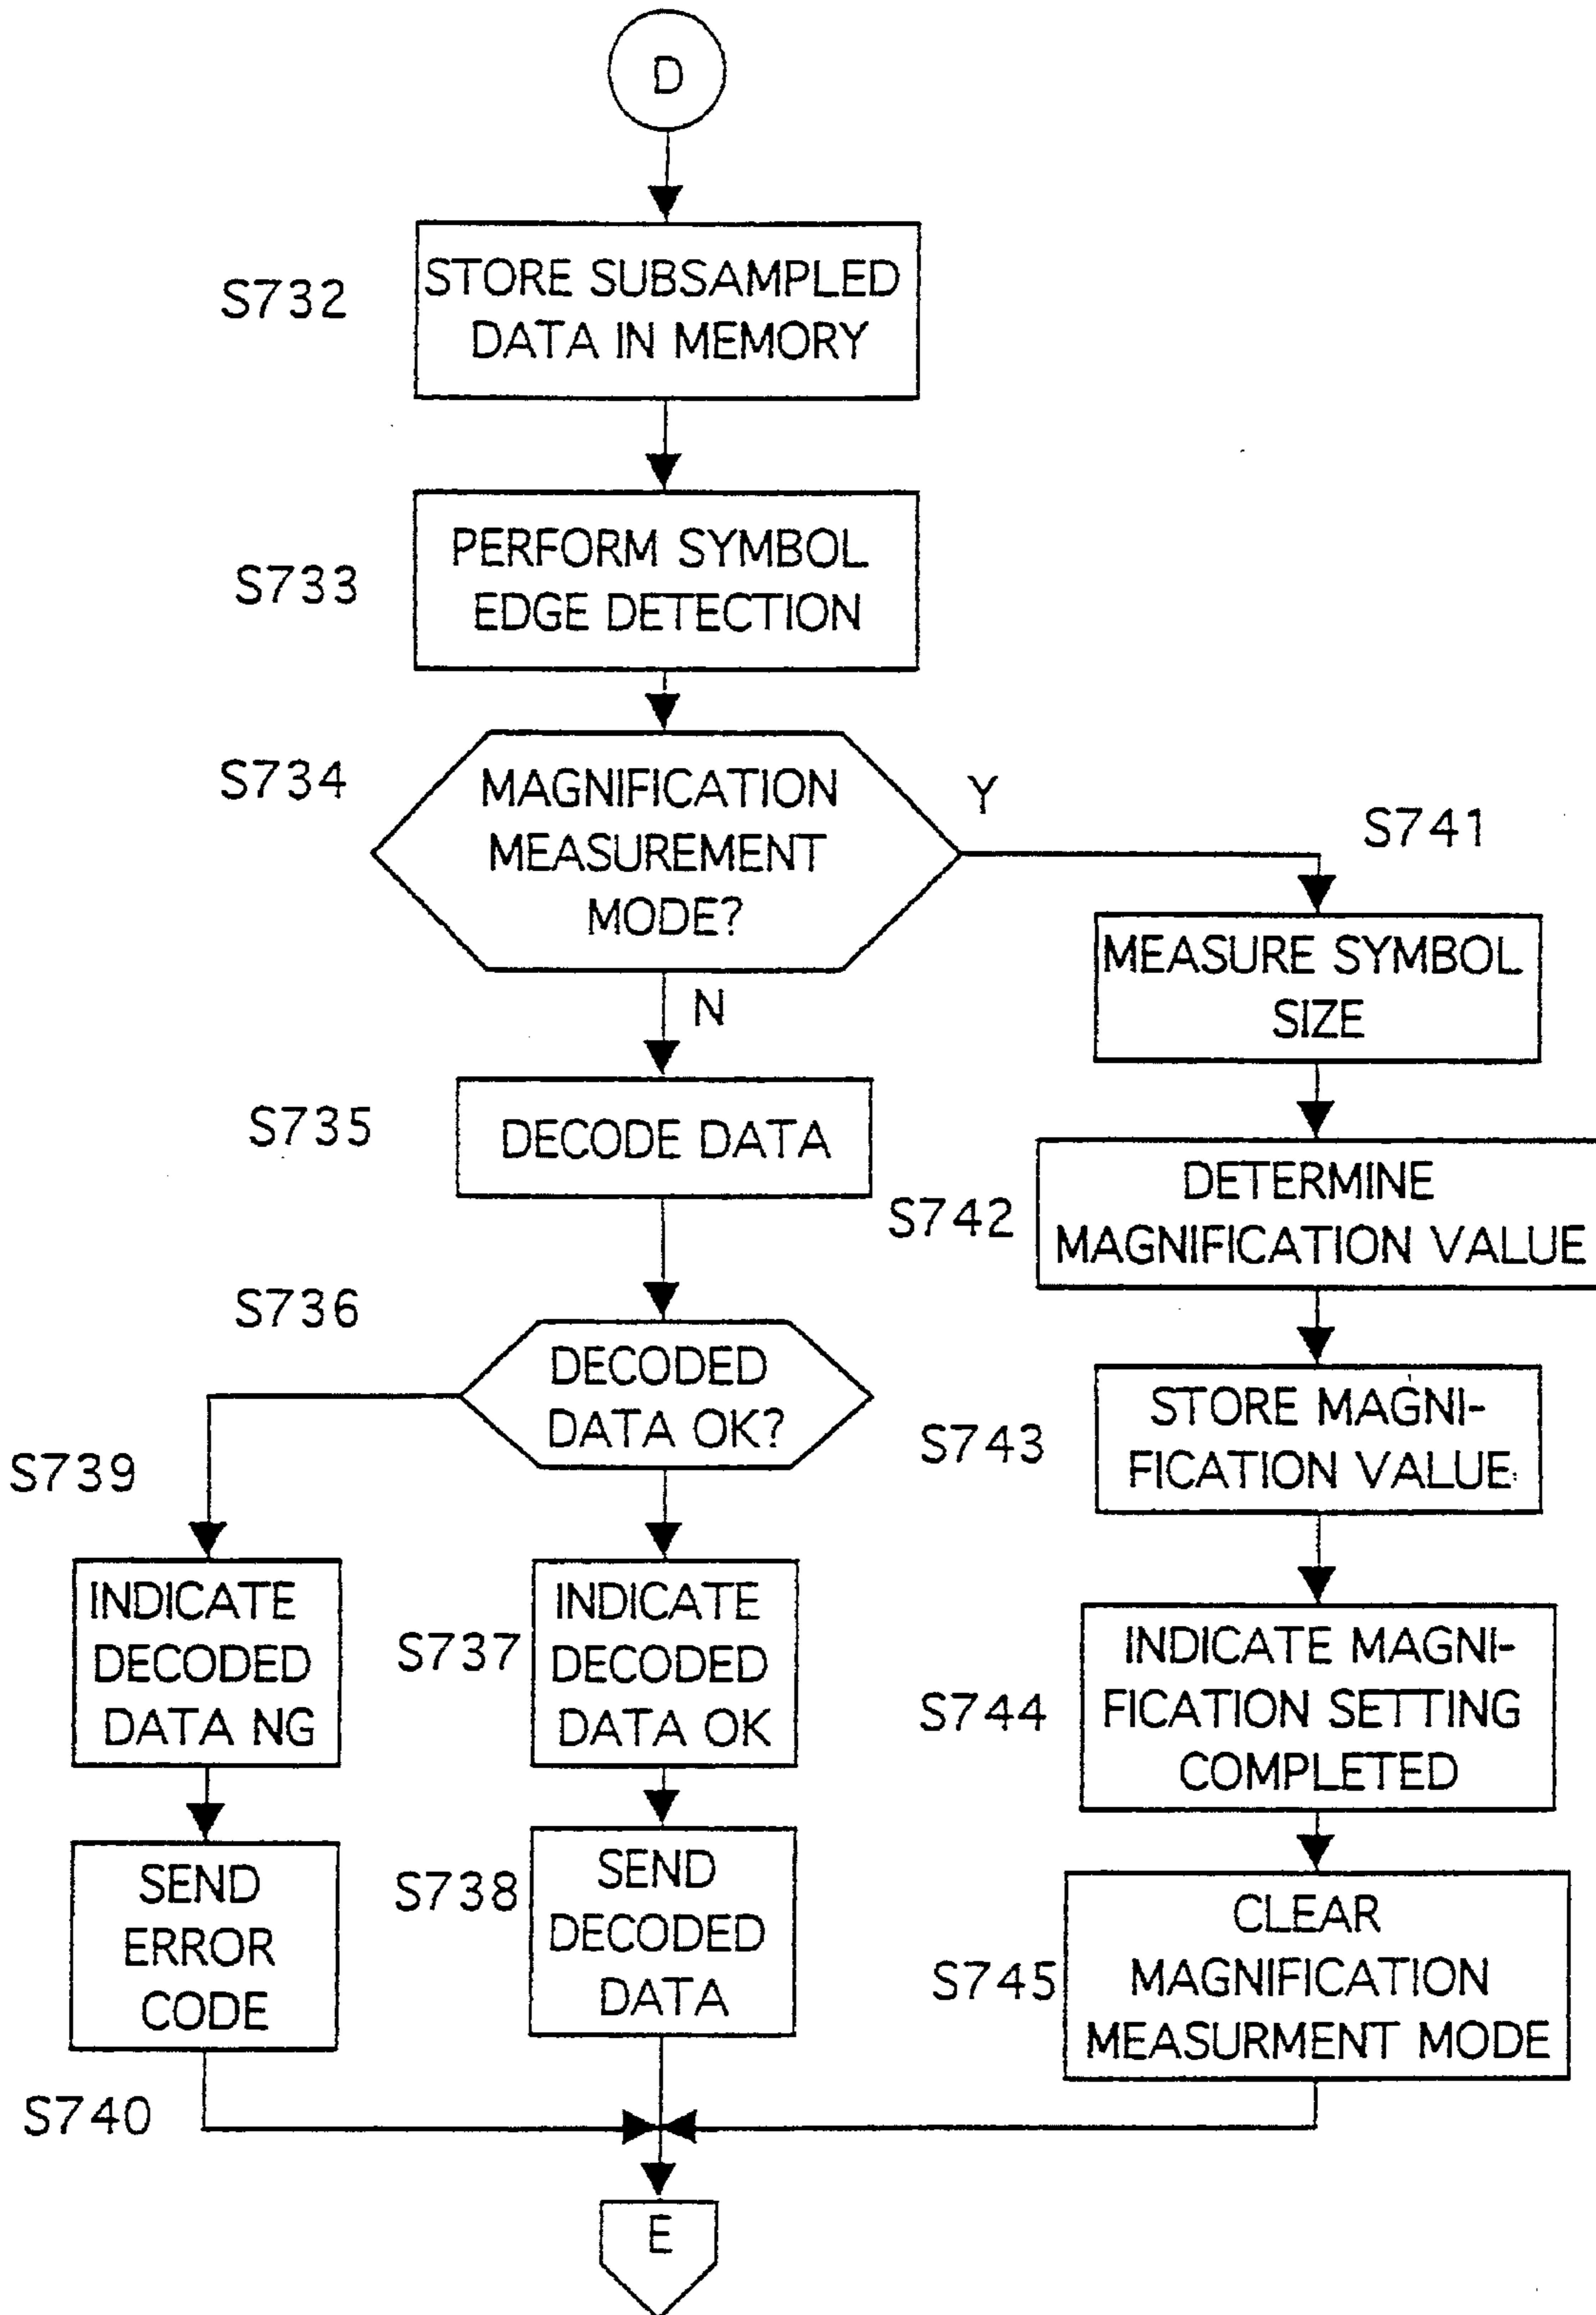 D
S732
STORE SUBSAMPLED
DATA IN MEMORY
S733
PERFORM SYMBOL
EDGE DETECTION
S734
MAGNIFICATION
MEASUREMENT
MODE?
Y
N
S741
MEASURE SYMBOL
SIZE
S735
DECODE DATA
S742
DETERMINE
MAGNIFICATION VALUE
S736
DECODED
DATA OK?
S743
STORE MAGNI-
FICATION VALUE
S739
INDICATE
DECODED
DATA NG
S737
INDICATE
DECODED
DATA OK
S744
INDICATE MAGNI-
FICATION SETTING
COMPLETED
SEND
ERROR
CODE
S740
S738
SEND
DECODED
DATA
S745
CLEAR
MAGNIFICATION
MEASURMENT MODE
E